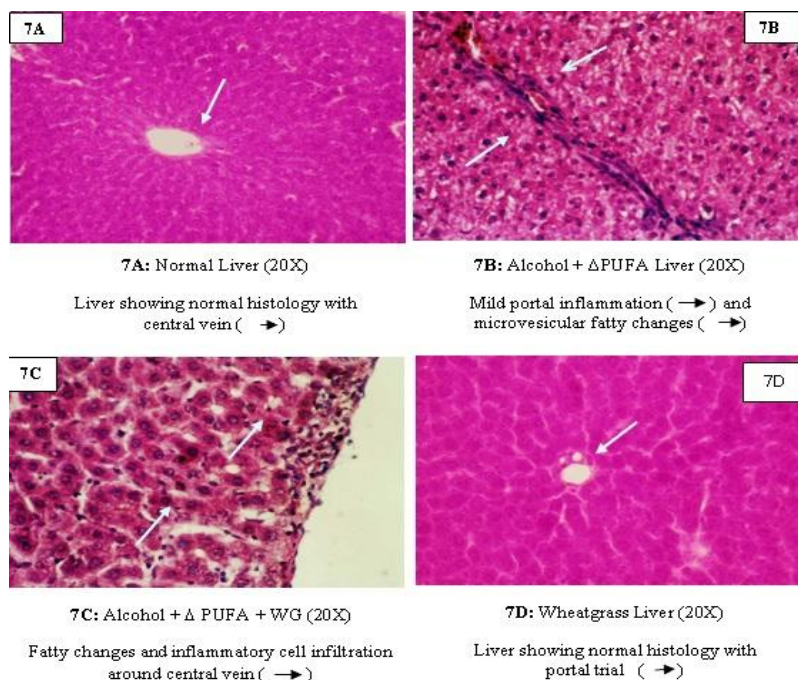 7A
7B
7A: Normal Liver (20X)
Liver showing normal histology with
central vein ( → )
7B: Alcohol + ΔPUFA Liver (20X)
Mild portal inflammation ( → ) and
microvesicular fatty changes ( → )
7C
7D
7C: Alcohol + Δ PUFA + WG (20X)
Fatty changes and inflammatory cell infiltration
around central vein ( → )
7D: Wheatgrass Liver (20X)
Liver showing normal histology with
portal trial ( → )